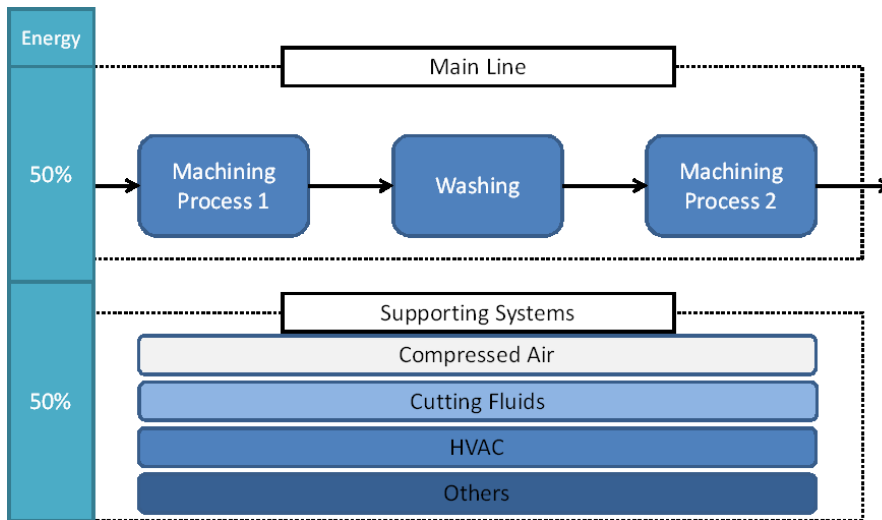 Energy
Main Line
50%
Machining
Process 1
Washing
Machining
Process 2
Supporting Systems
50%
Compressed Air
Cutting Fluids
HVAC
Others